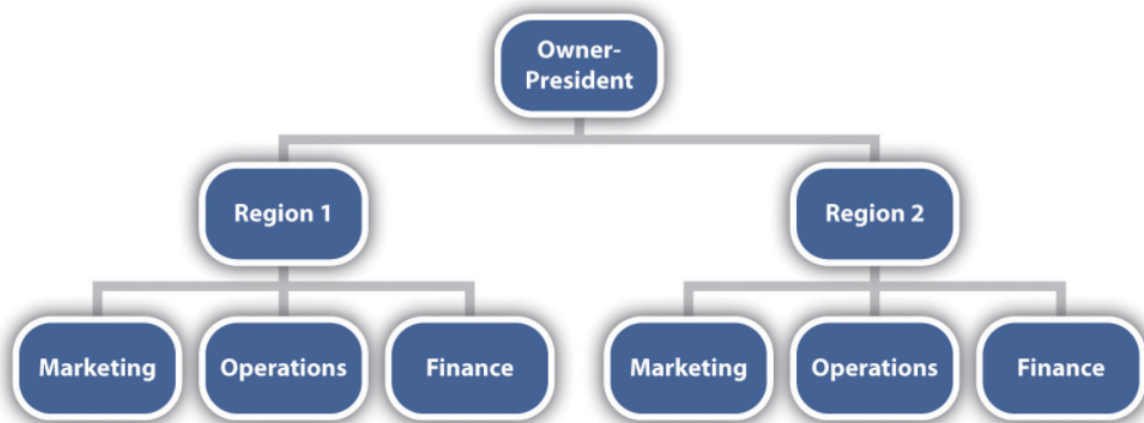 Owner-
President
Region 1
Region 2
Marketing
Operations
Finance
Marketing
Operations
Finance